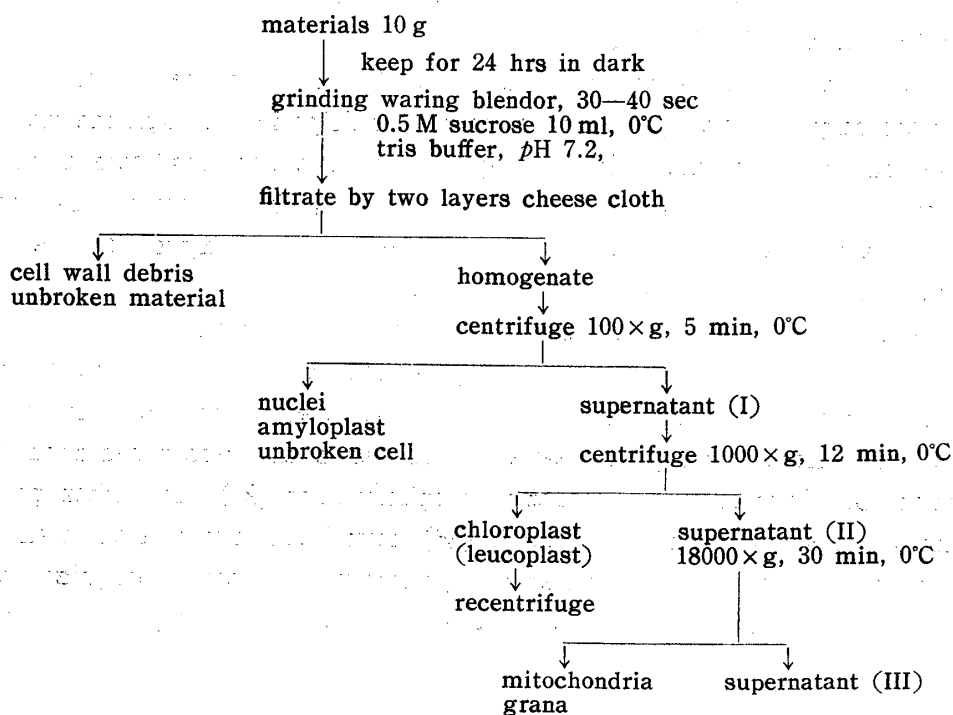 materials 10 g
keep for 24 hrs in dark
grinding waring blendor, 30—40 sec
0.5 M sucrose 10 ml, 0°C
tris buffer, pH 7.2,
filtrate by two layers cheese cloth
cell wall debris
unbroken material
homogenate
centrifuge 100×g, 5 min, 0°C
nuclei
amyloplast
unbroken cell
supernatant (I)
centrifuge 1000×g, 12 min, 0°C
chloroplast
(leucoplast)
recentrifuge
supernatant (II)
18000×g, 30 min, 0°C
mitochondria
grana
supernatant (III)